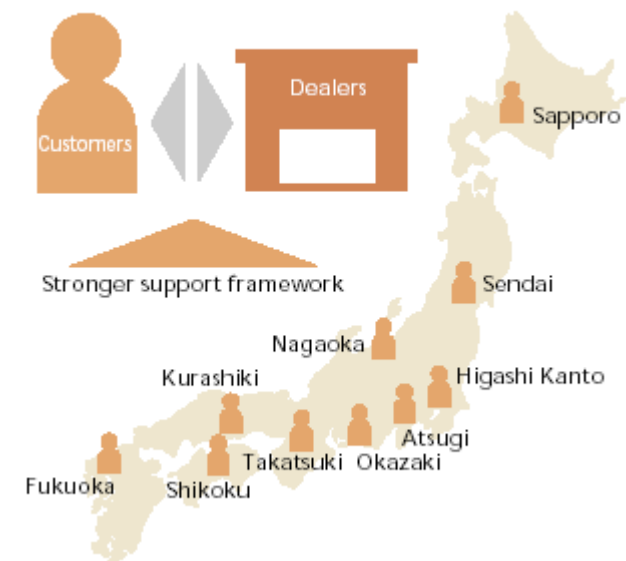 Customers
Dealers
Sapporo
Stronger support framework
Sendai
Nagaoka
Higashi Kanto
Kurashiki
Atsugi
Takatsuki
Okazaki
Fukuoka
Shikoku